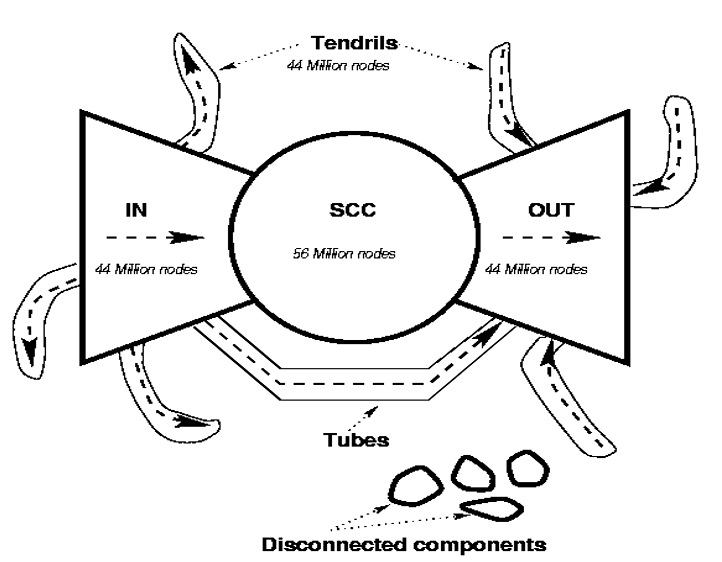 Tendrils
44 Million nodes
IN
SCC
OUT
56 Million nodes
44 Million nodes
44 Million nodes
Tubes
Disconnected components